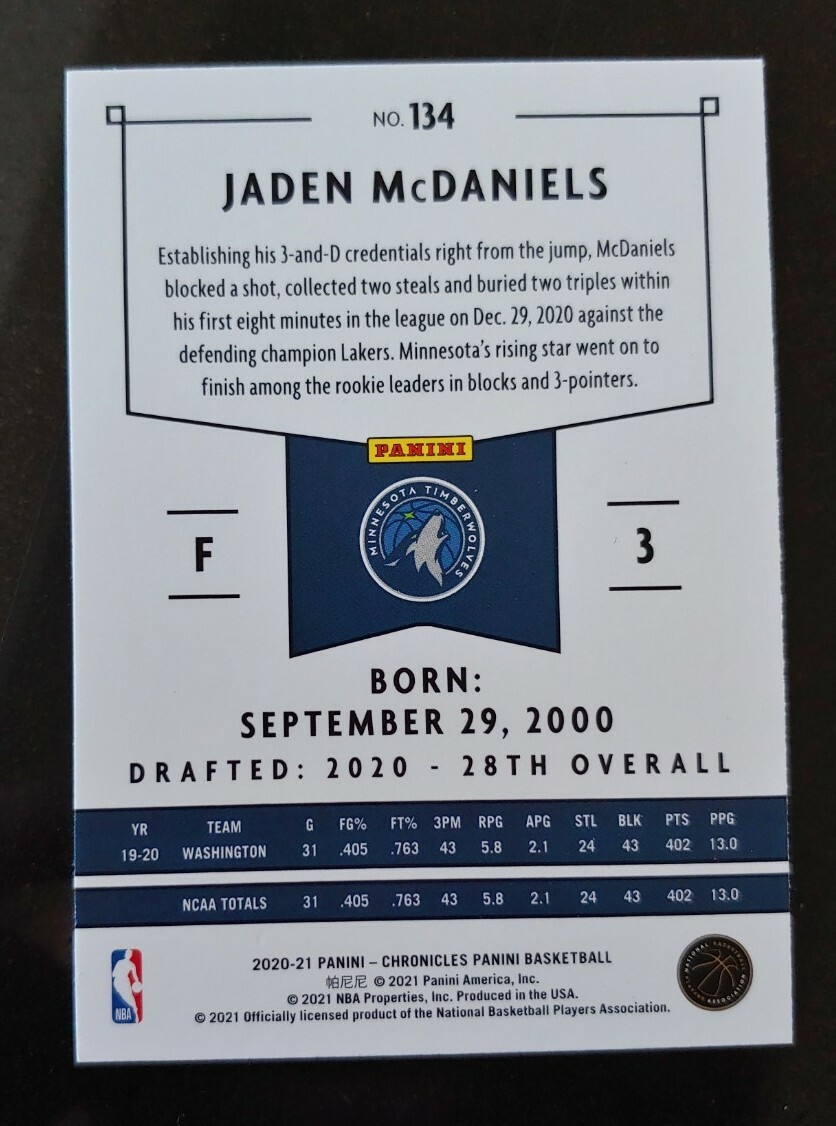 NO. 134
JADEN McDANIELS
Establishing his 3-and-D credentials right from the jump, McDaniels
blocked a shot, collected two steals and buried two triples within
his first eight minutes in the league on Dec. 29, 2020 against the
defending champion Lakers. Minnesota's rising star went on to
finish among the rookie leaders in blocks and 3-pointers.
PANINI
MINNESOTA TIMBERWOLVES
F
3
BORN:
SEPTEMBER 29, 2000
DRAFTED: 2020 - 28TH OVERALL
YR TEAM G FG% FT% 3PM RPG APG STL BLK PTS PPG
19-20 WASHINGTON 31 .405 .763 43 5.8 2.1 24 43 402 13.0
NCAA TOTALS 31 .405 .763 43 5.8 2.1 24 43 402 13.0
2020-21 PANINI – CHRONICLES PANINI BASKETBALL
帕尼尼 © 2021 Panini America, Inc.
© 2021 NBA Properties, Inc. Produced in the USA.
© 2021 Officially licensed product of the National Basketball Players Association.
NBA
NATIONAL BASKETBALL
PLAYERS ASSOCIATION